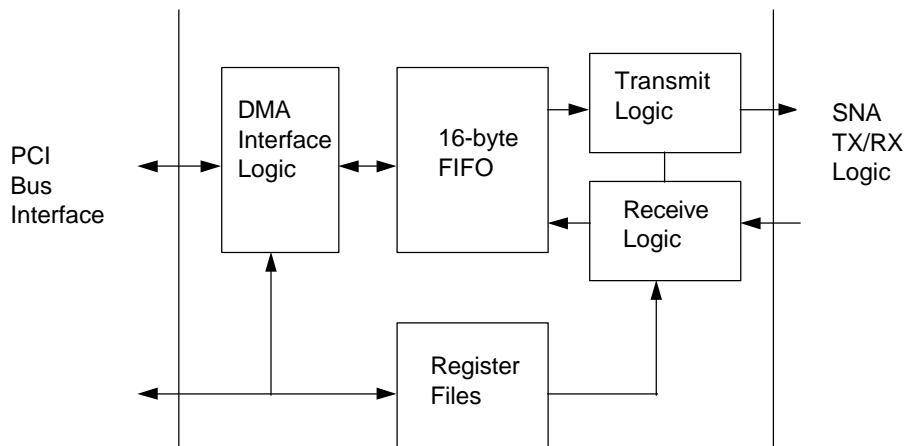 PCI
Bus
Interface
DMA
Interface
Logic
16-byte
FIFO
Transmit
Logic
Receive
Logic
SNA
TX/RX
Logic
Register
Files